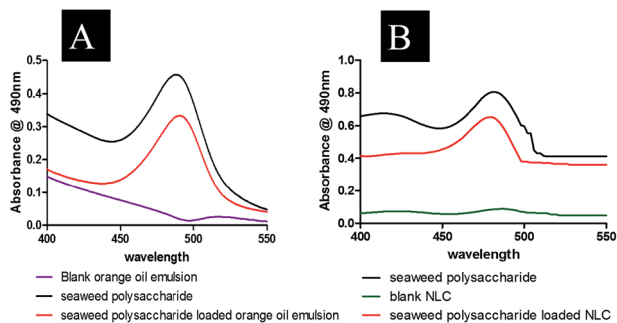 A
Absorbance @ 490nm
0.5
0.4
0.3
0.2
0.1
0.0
400 450 500 550
wavelength
Blank orange oil emulsion
seaweed polysaccharide
seaweed polysaccharide loaded orange oil emulsion
B
Absorbance @ 490nm
1.0
0.8
0.6
0.4
0.2
0.0
400 450 500 550
wavelength
seaweed polysaccharide
blank NLC
seaweed polysaccharide loaded NLC